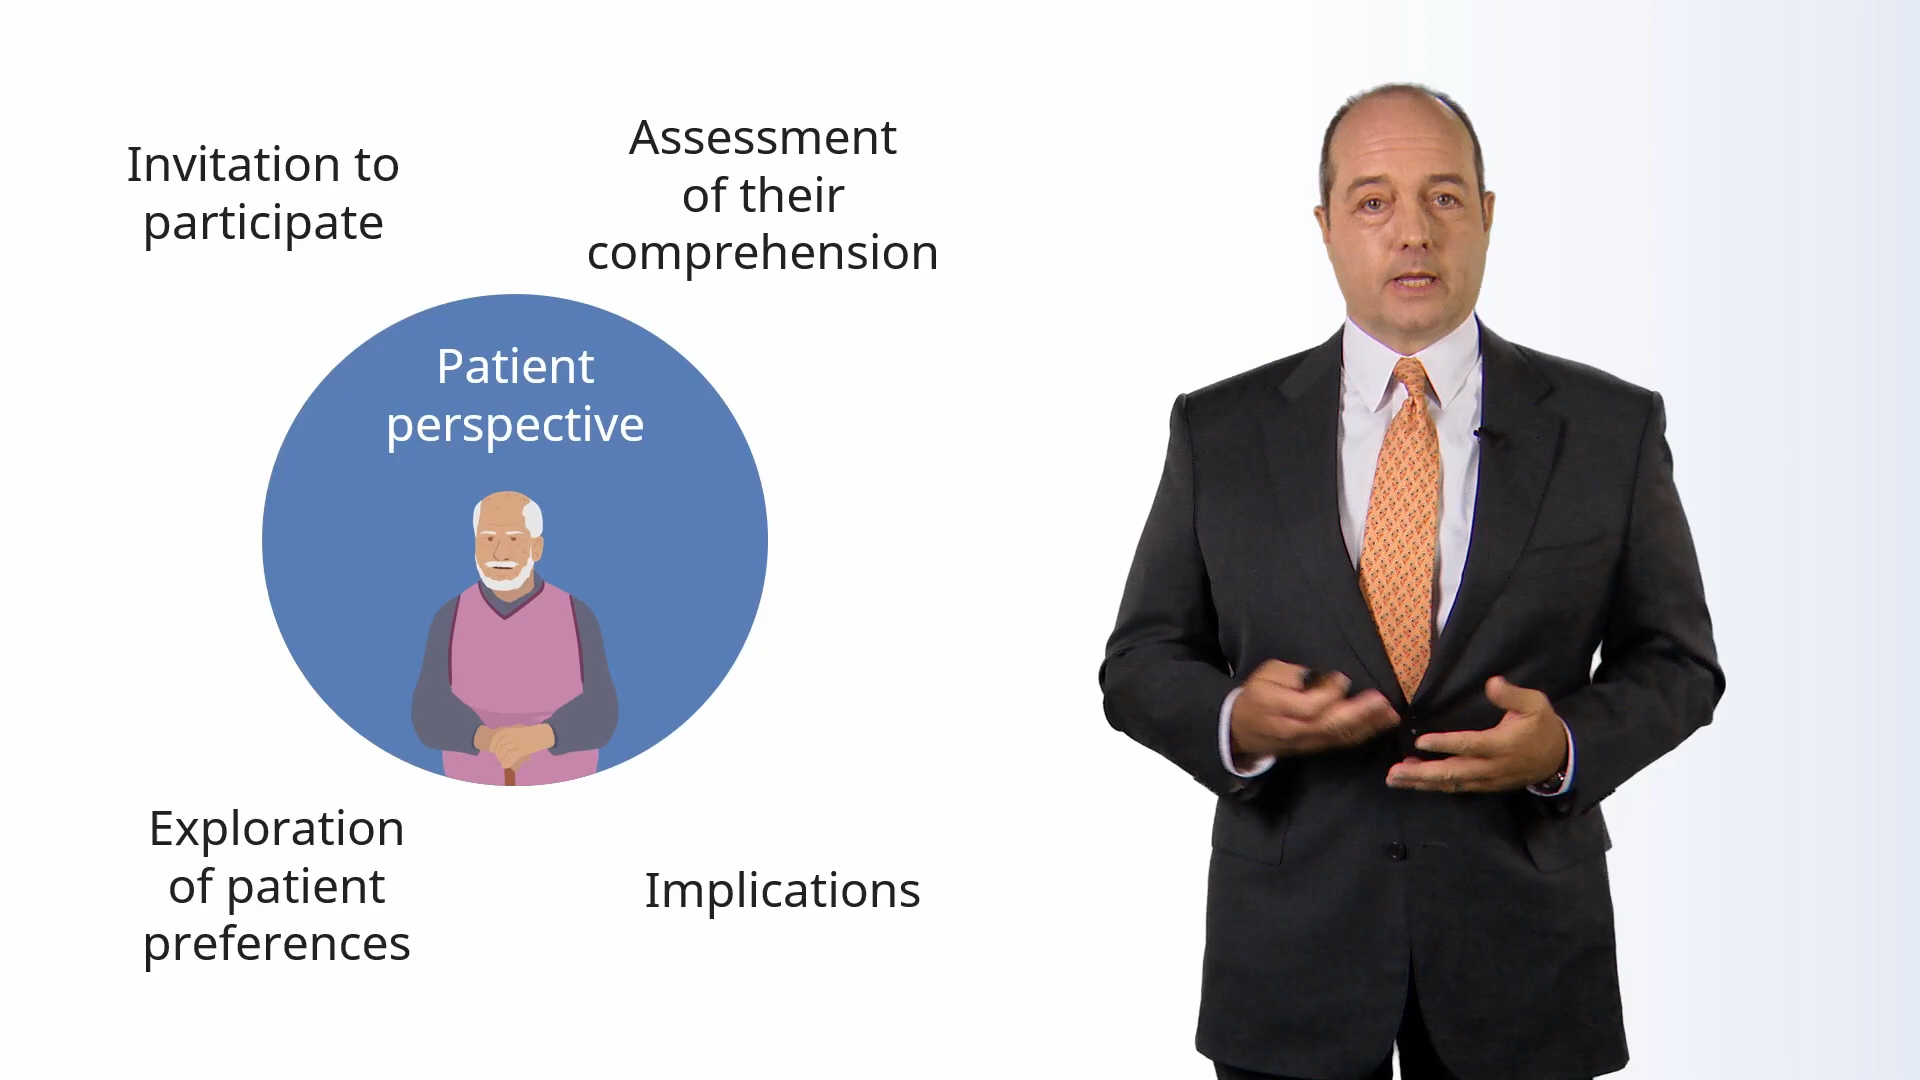 Invitation to
participate
Assessment
of their
comprehension
Patient
perspective
Exploration
of patient
preferences
Implications